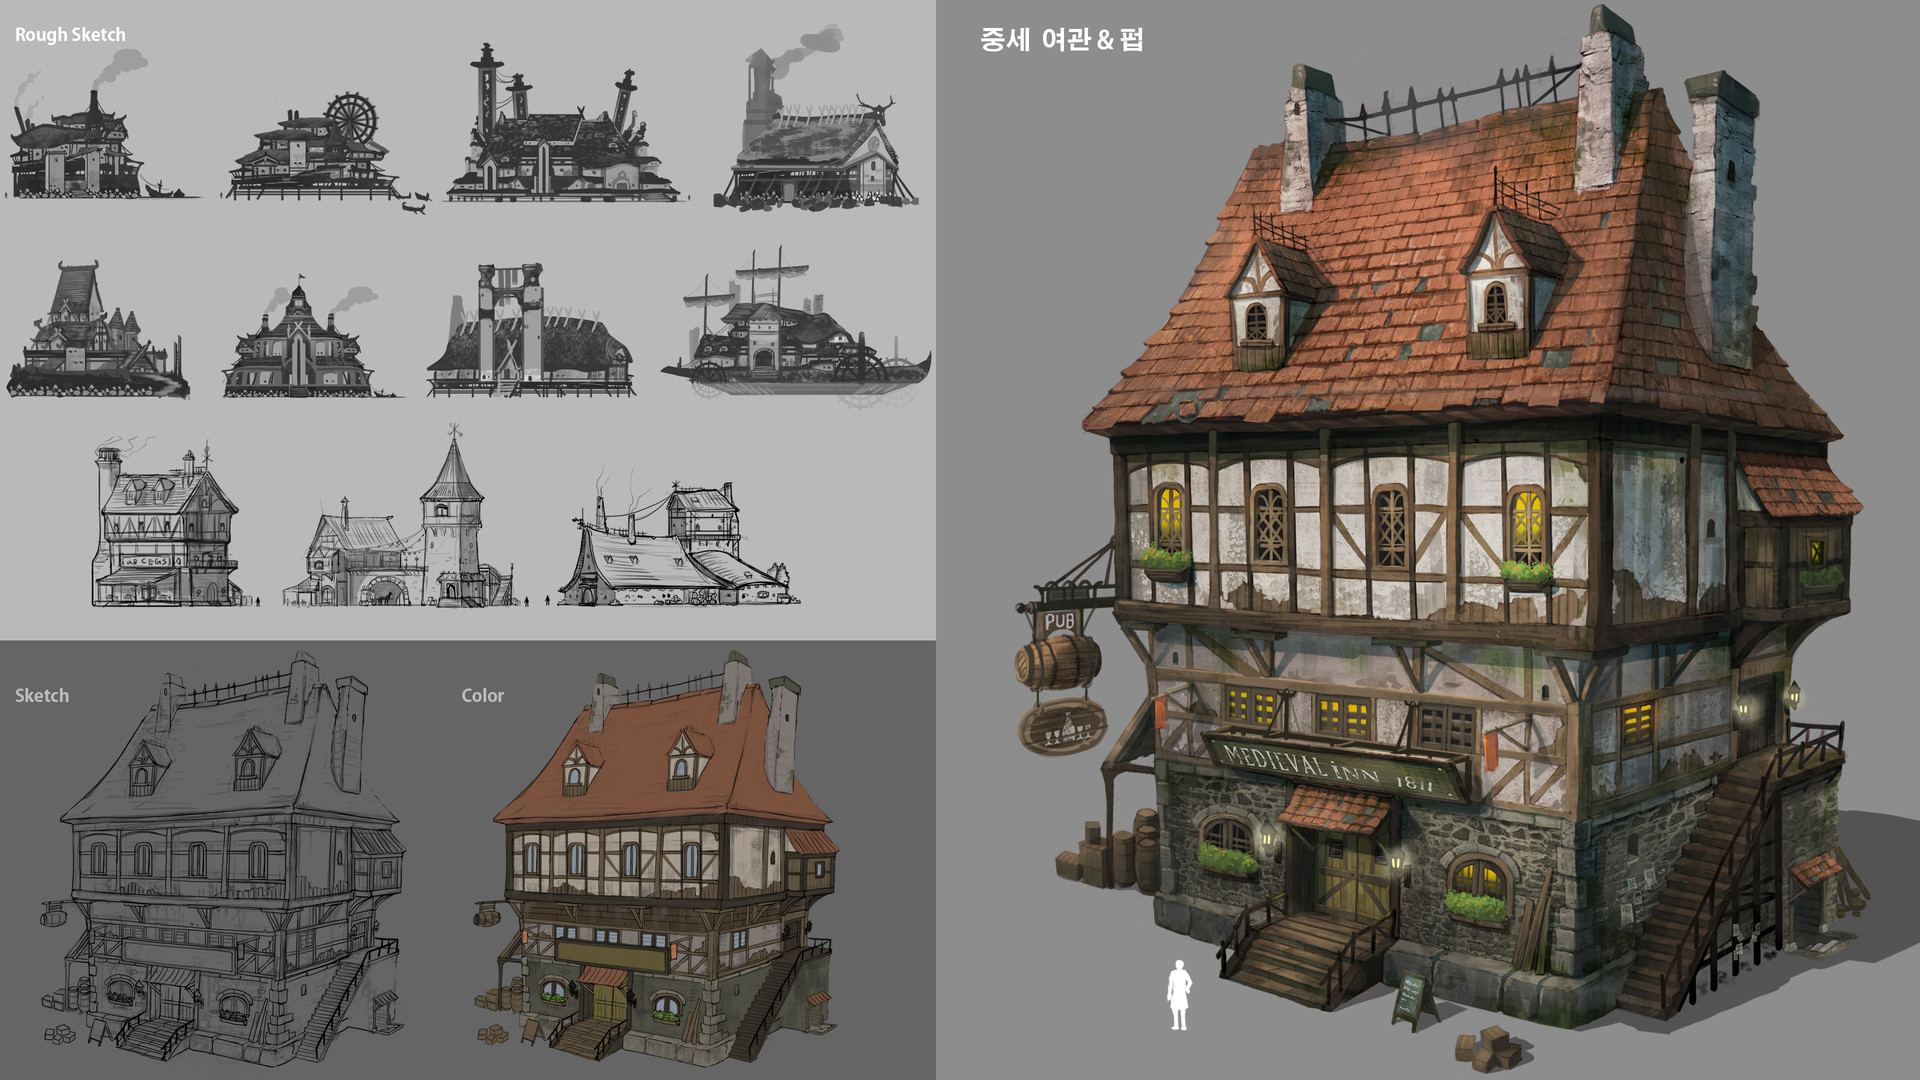 Rough Sketch
Sketch
Color
중세 여관 & 펍
PUB
MEDIEVAL iNN 1811